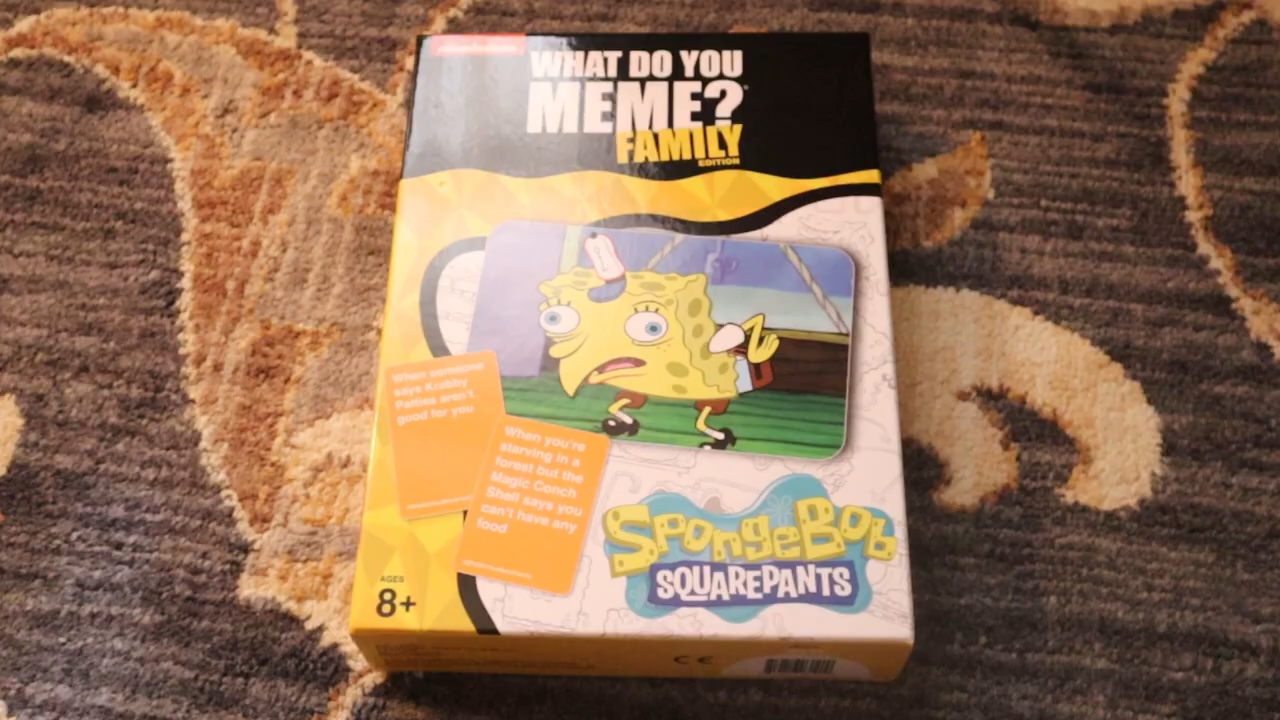 WHAT DO YOU
MEME?
FAMILY
EDITION
When someone
says Krabby
Patties aren't
good for you
When you're
starving in a
forest but the
Magic Conch
Shell says you
can't have any
food
SpongeBob
SQUAREPANTS
AGES
8+
CE